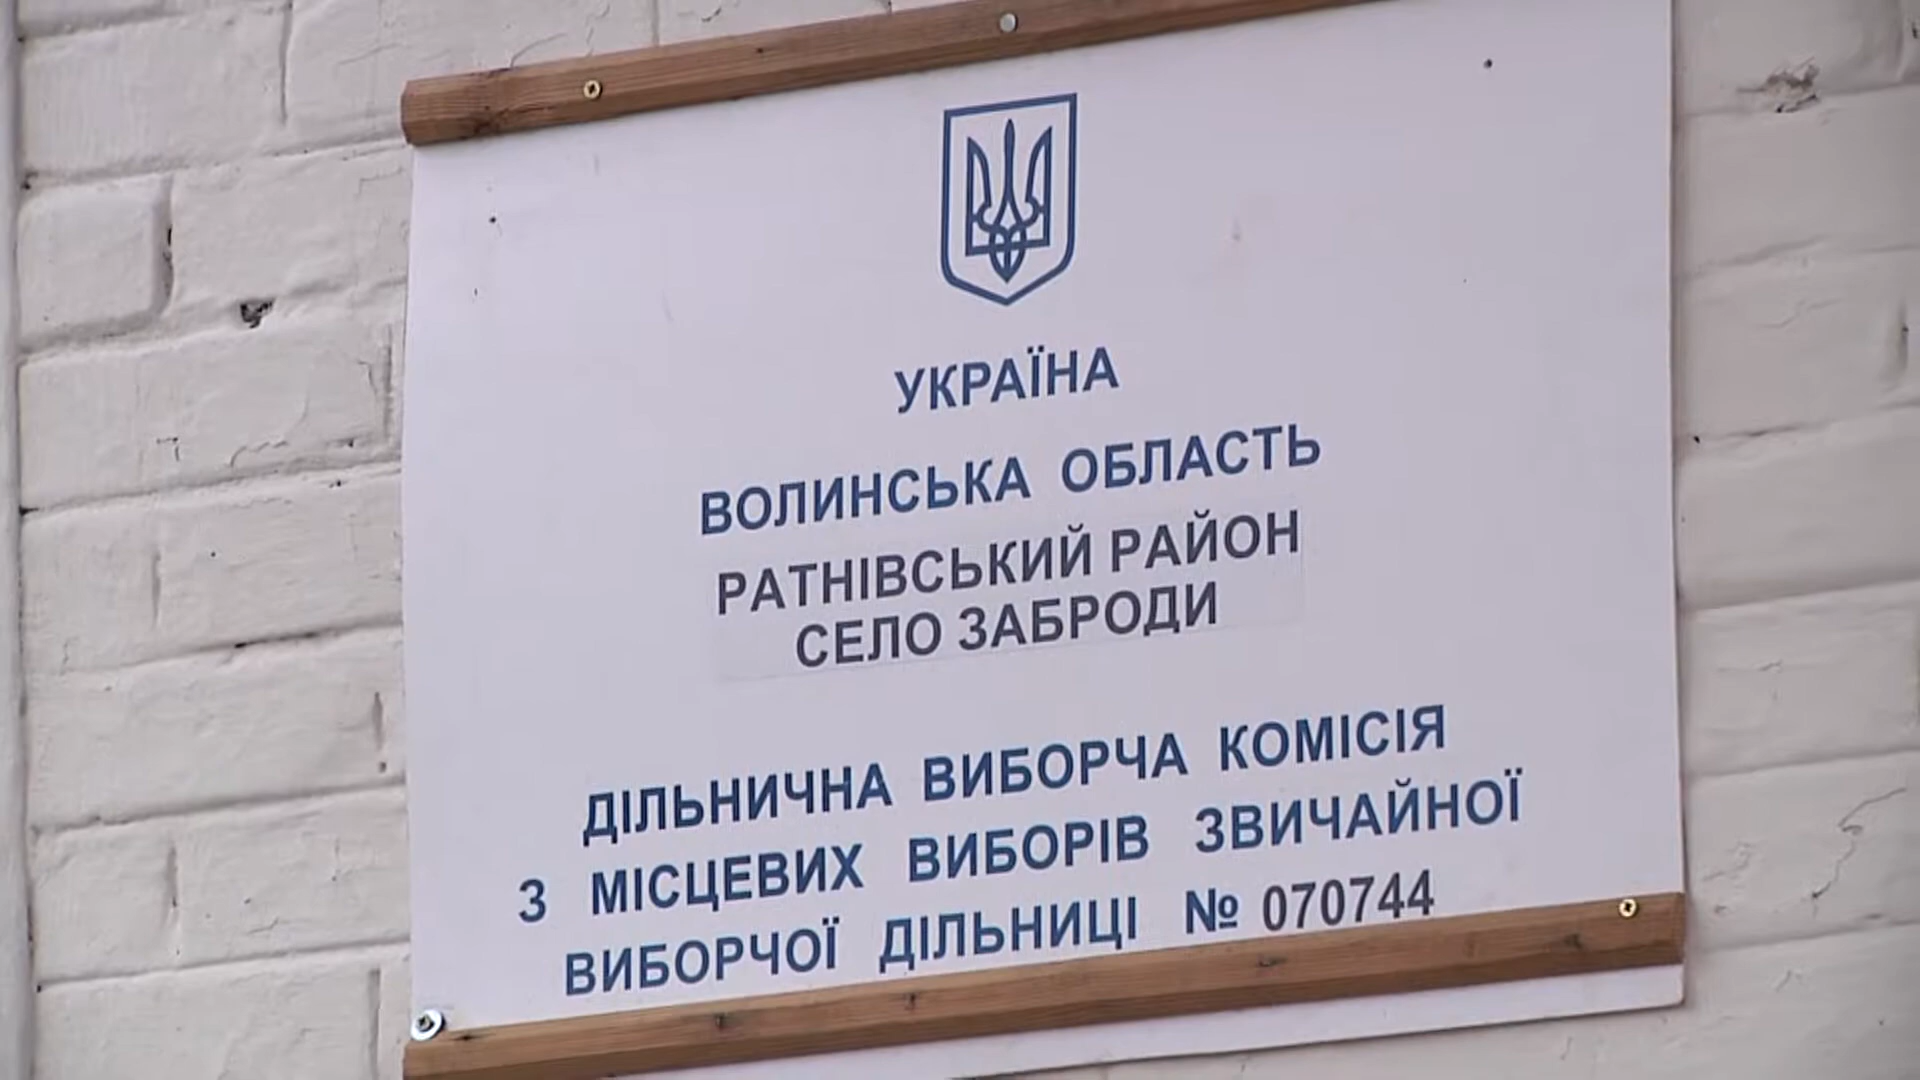 УКРАЇНА
ВОЛИНСЬКА ОБЛАСТЬ
РАТНІВСЬКИЙ РАЙОН
СЕЛО ЗАБРОДИ
ДІЛЬНИЧНА ВИБОРЧА КОМІСІЯ
З МІСЦЕВИХ ВИБОРІВ ЗВИЧАЙНОЇ
ВИБОРЧОЇ ДІЛЬНИЦІ № 070744